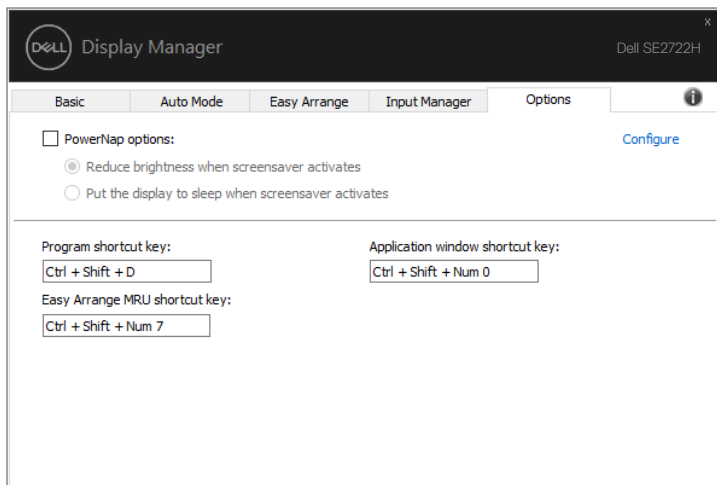 x
DELL
Display Manager
Dell SE2722H
Basic
Auto Mode
Easy Arrange
Input Manager
Options
i
PowerNap options:
Configure
Reduce brightness when screensaver activates
Put the display to sleep when screensaver activates
Program shortcut key:
Application window shortcut key:
Ctrl + Shift + D
Ctrl + Shift + Num 0
Easy Arrange MRU shortcut key:
Ctrl + Shift + Num 7